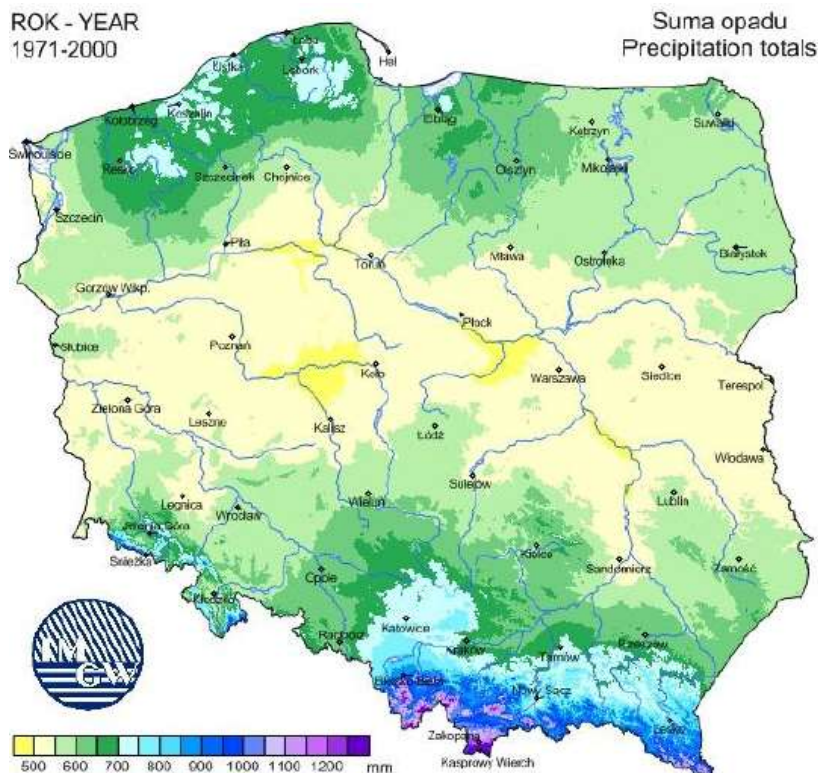 ROK - YEAR
1971-2000
Suma opadu
Precipitation totals
Łeba
Ustka
Lębork
Hel
Kołobrzeg
Koszalin
Elbląg
Kętrzyn
Suwałki
Świnoujście
Resko
Szczecinek
Chojnice
Olsztyn
Mikołajki
Szczecin
Piła
Toruń
Mława
Ostrołęka
Białystok
Gorzów Wlkp.
Płock
Słubice
Poznań
Koło
Warszawa
Siedlce
Terespol
Zielona Góra
Leszno
Kalisz
Łódź
Włodawa
Legnica
Wrocław
Wieluń
Sulejów
Lublin
Jelenia Góra
Śnieżka
Opole
Kielce
Sandomierz
Zamość
Kłodzko
Racibórz
Katowice
Kraków
Tarnów
Rzeszów
Bielsko-Biała
Nowy Sącz
Lesko
Zakopane
Kasprowy Wierch
IM
GW
500 600 700 800 900 1000 1100 1200 mm